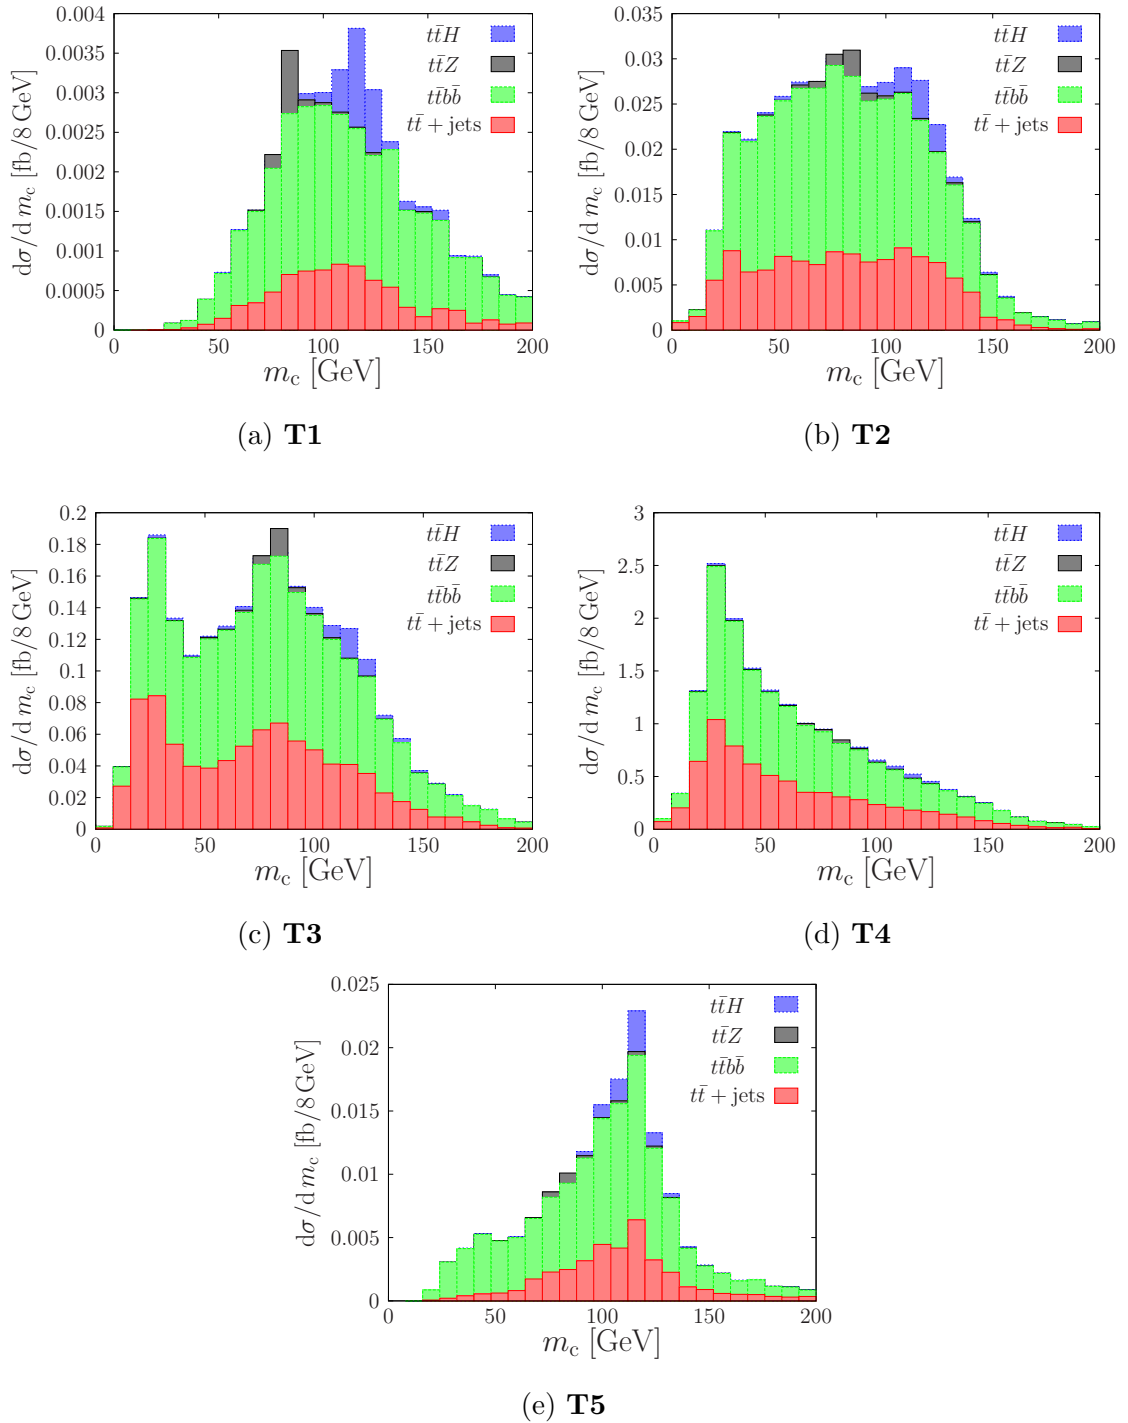 0.004
0.0035
0.003
0.0025
0.002
0.0015
0.001
0.0005
0
0 50 100 150 200
dσ/d m_c [fb/8 GeV]
m_c [GeV]
tt̄H
tt̄Z
tt̄bb̄
tt̄ + jets
(a) T1
0.035
0.03
0.025
0.02
0.015
0.01
0.005
0
0 50 100 150 200
dσ/d m_c [fb/8 GeV]
m_c [GeV]
tt̄H
tt̄Z
tt̄bb̄
tt̄ + jets
(b) T2
0.2
0.18
0.16
0.14
0.12
0.1
0.08
0.06
0.04
0.02
0
0 50 100 150 200
dσ/d m_c [fb/8 GeV]
m_c [GeV]
tt̄H
tt̄Z
tt̄bb̄
tt̄ + jets
(c) T3
3
2.5
2
1.5
1
0.5
0
0 50 100 150 200
dσ/d m_c [fb/8 GeV]
m_c [GeV]
tt̄H
tt̄Z
tt̄bb̄
tt̄ + jets
(d) T4
0.025
0.02
0.015
0.01
0.005
0
0 50 100 150 200
dσ/d m_c [fb/8 GeV]
m_c [GeV]
tt̄H
tt̄Z
tt̄bb̄
tt̄ + jets
(e) T5